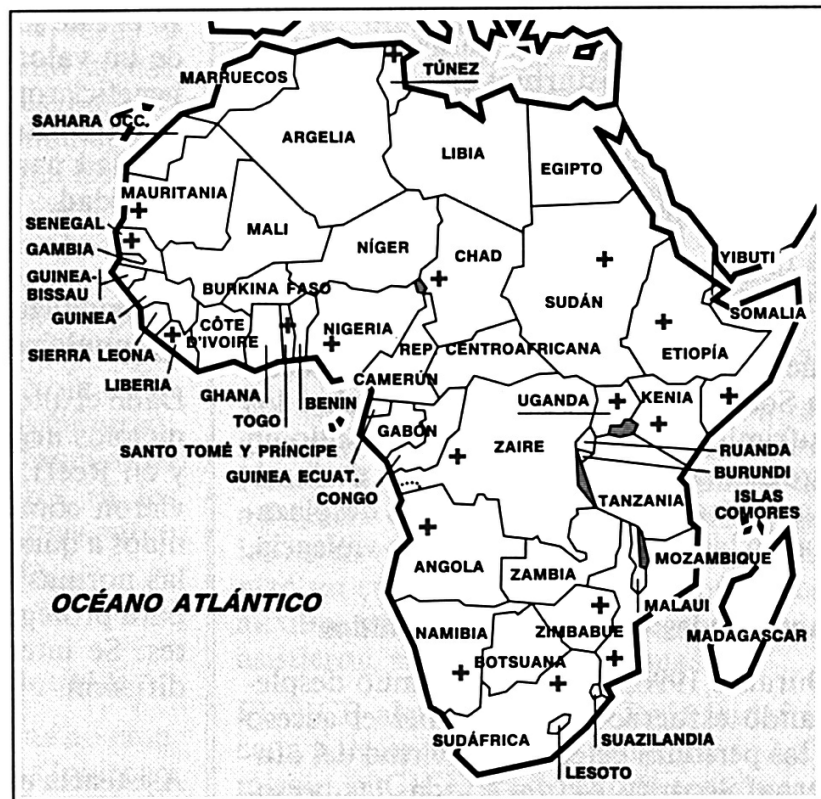 MARRUECOS
TÚNEZ
SAHARA OCC.
ARGELIA
LIBIA
EGIPTO
MAURITANIA
SENEGAL
MALI
NÍGER
CHAD
GAMBIA
YIBUTI
GUINEA-
BISSAU
BURKINA FASO
SUDÁN
SOMALIA
GUINEA
CÔTE
D'IVOIRE
NIGERIA
SIERRA LEONA
REP. CENTROAFRICANA
ETIOPÍA
LIBERIA
CAMERÚN
GHANA
BENIN
UGANDA
KENIA
TOGO
GABÓN
SANTO TOMÉ Y PRÍNCIPE
ZAIRE
RUANDA
GUINEA ECUAT.
BURUNDI
CONGO
TANZANIA
ISLAS
COMORES
MOZAMBIQUE
ANGOLA
ZAMBIA
OCÉANO ATLÁNTICO
MALAUI
NAMIBIA
ZIMBABUE
MADAGASCAR
BOTSUANA
SUDÁFRICA
SUAZILANDIA
LESOTO